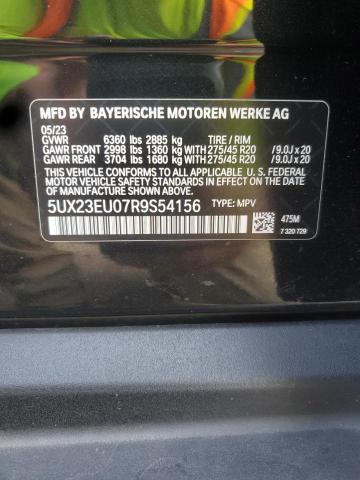 MFD BY BAYERISCHE MOTOREN WERKE AG
05/23
GVWR 6360 lbs 2885 kg TIRE / RIM
GAWR FRONT 2998 lbs 1360 kg WITH 275/45 R20 /9.0J x 20
GAWR REAR 3704 lbs 1680 kg WITH 275/45 R20 /9.0J x 20
THIS VEHICLE CONFORMS TO ALL APPLICABLE U.S. FEDERAL
MOTOR VEHICLE SAFETY STANDARDS IN EFFECT ON THE DATE OF
MANUFACTURE SHOWN ABOVE.
5UX23EU07R9S54156 TYPE: MPV
475M
7 320 729